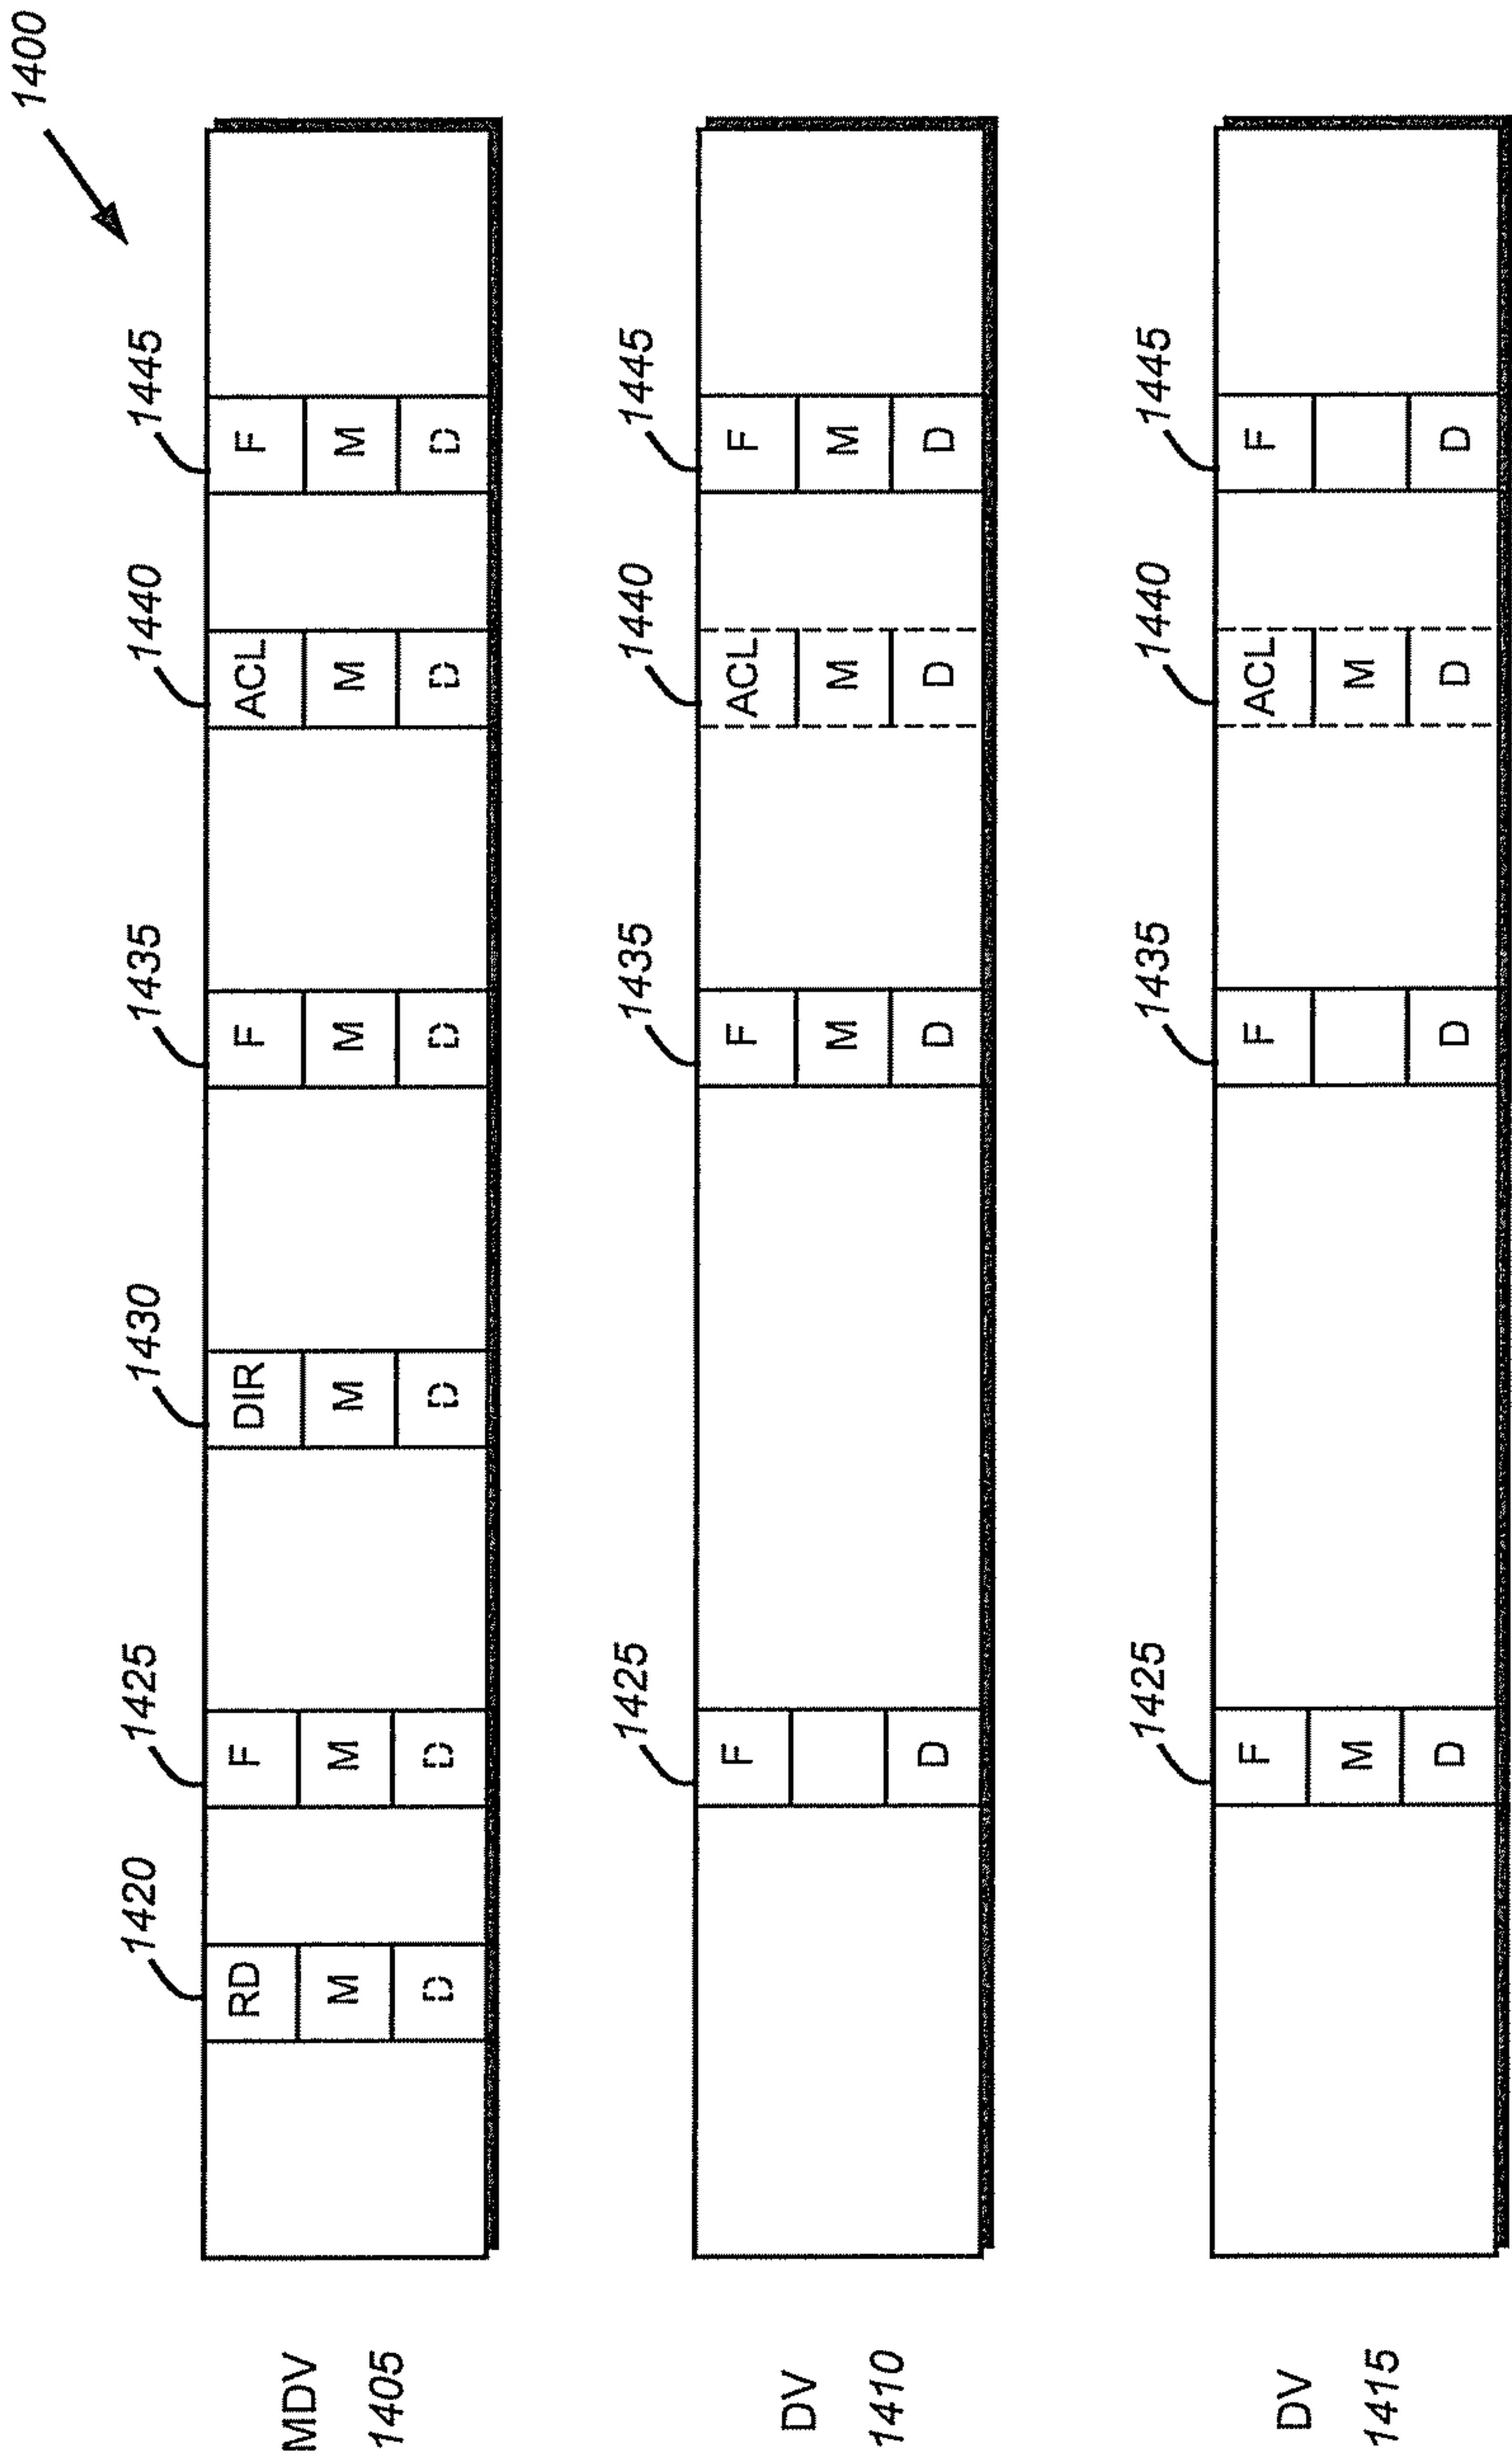 1400
1420 1425 1430 1435 1440 1445
RD F DIR F ACL F
MDV
M M M M M M
1405
D D D D D D
1425 1435 1440 1445
F F ACL F
DV
M M M
1410
D D D D
1425 1435 1440 1445
F F ACL F
DV
M M
1415
D D D D